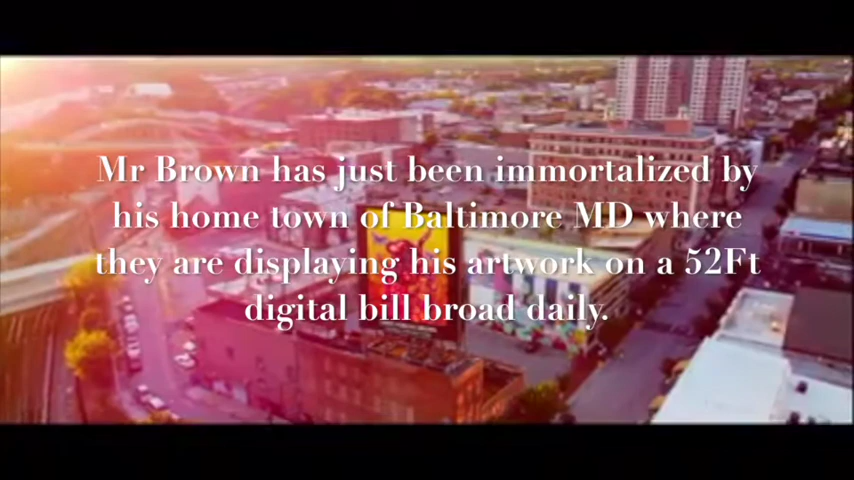 Mr Brown has just been immortalized by
his home town of Baltimore MD where
they are displaying his artwork on a 52Ft
digital bill broad daily.